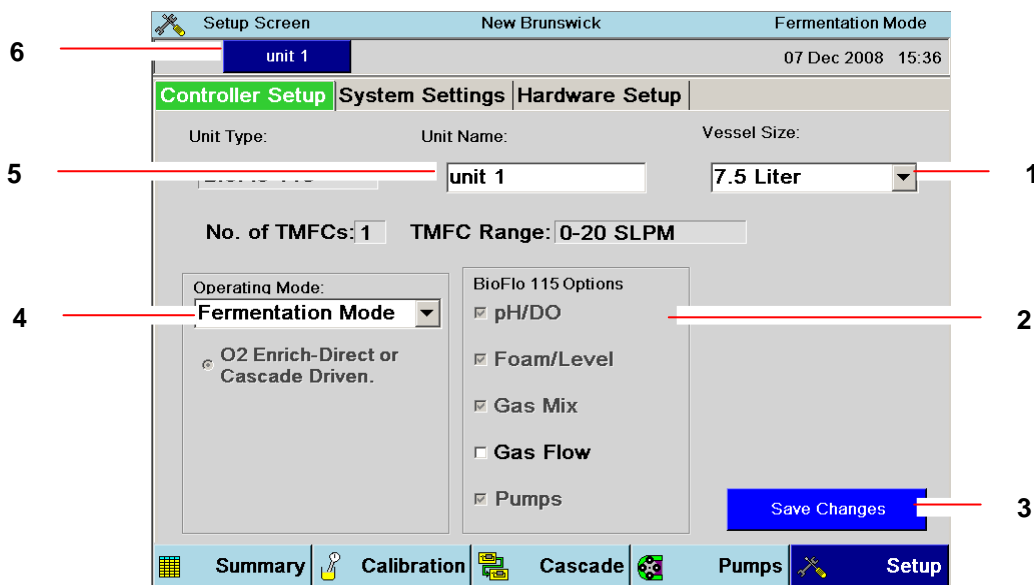 Setup Screen New Brunswick Fermentation Mode
6 unit 1 07 Dec 2008 15:36
Controller Setup System Settings Hardware Setup
Unit Type: Unit Name: Vessel Size:
5 unit 1 7.5 Liter 1
No. of TMFCs: 1 TMFC Range: 0-20 SLPM
Operating Mode: BioFlo 115 Options
4 Fermentation Mode pH/DO 2
O2 Enrich-Direct or
Cascade Driven.
Foam/Level
Gas Mix
Gas Flow
Pumps
Save Changes 3
Summary Calibration Cascade Pumps Setup